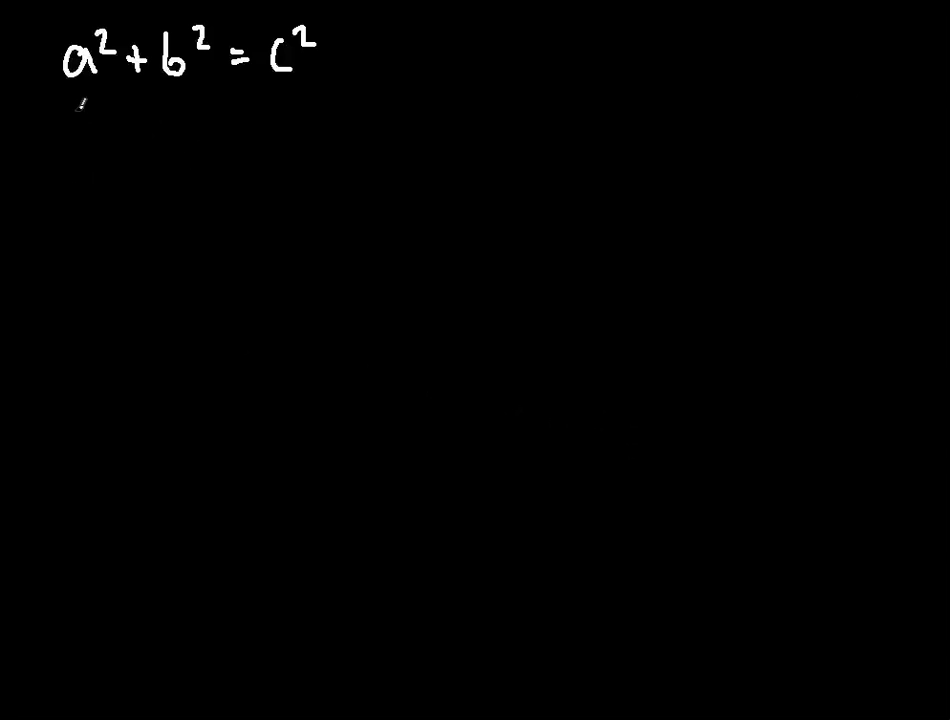 a² + b² = c²